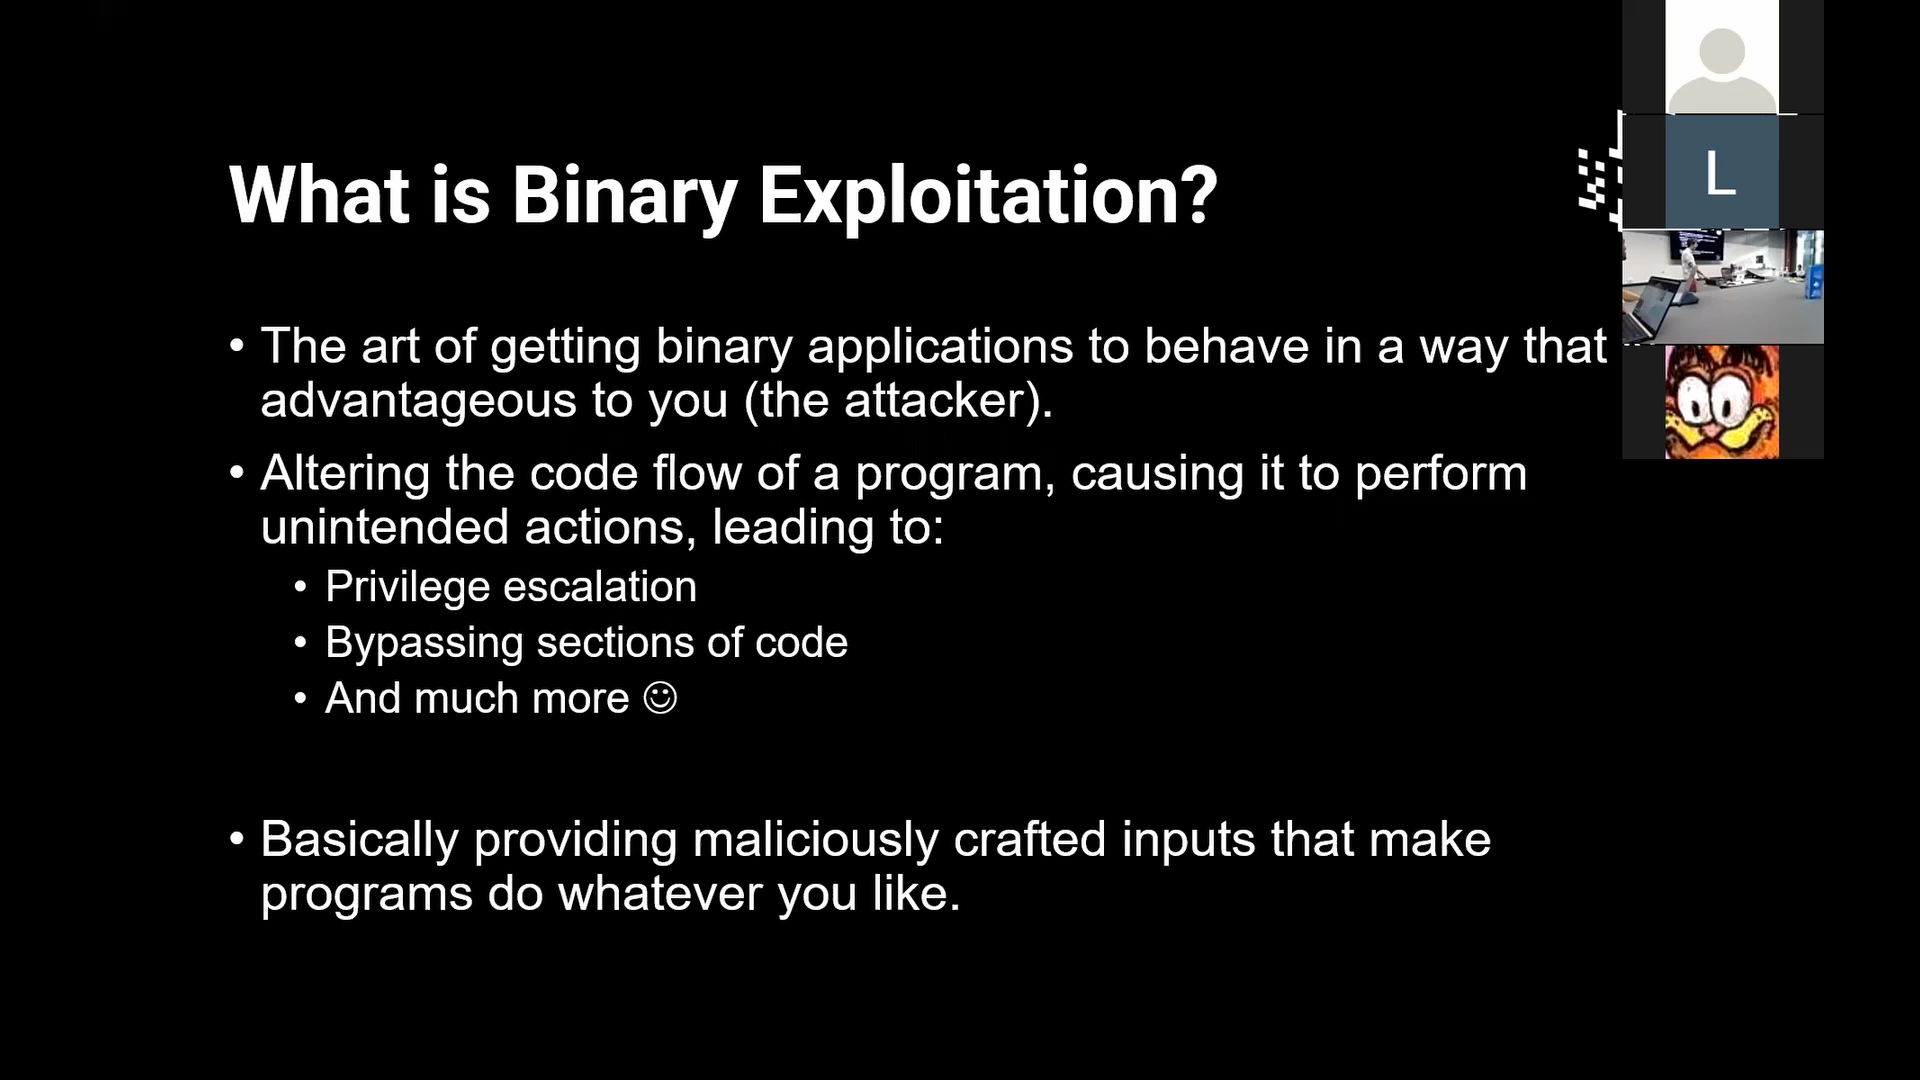 What is Binary Exploitation?
L
• The art of getting binary applications to behave in a way that
advantageous to you (the attacker).
• Altering the code flow of a program, causing it to perform
unintended actions, leading to:
• Privilege escalation
• Bypassing sections of code
• And much more ☺
• Basically providing maliciously crafted inputs that make
programs do whatever you like.